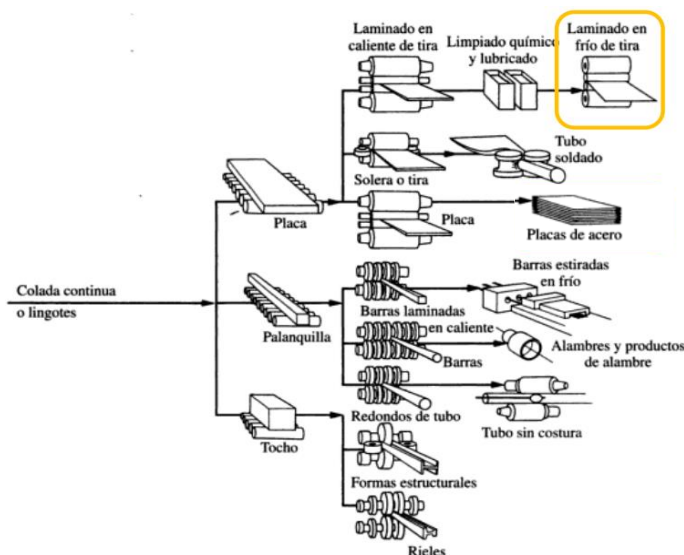 Laminado en
caliente de tira
Limpiado químico
y lubricado
Laminado en
frío de tira
Solera o tira
Tubo
soldado
Placa
Placa
Placas de acero
Colada continua
o lingotes
Palanquilla
Barras laminadas
en caliente
Barras estiradas
en frío
Barras
Alambres y productos
de alambre
Tocho
Redondos de tubo
Tubo sin costura
Formas estructurales
Rieles